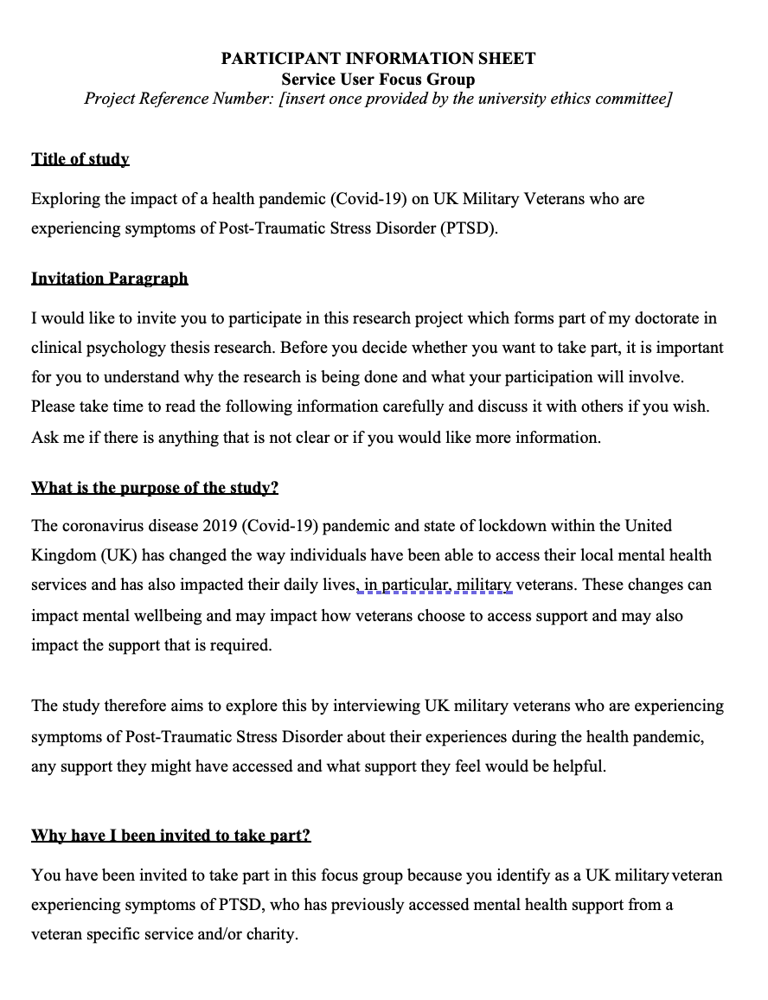 PARTICIPANT INFORMATION SHEET
Service User Focus Group
Project Reference Number: [insert once provided by the university ethics committee]
Title of study
Exploring the impact of a health pandemic (Covid-19) on UK Military Veterans who are
experiencing symptoms of Post-Traumatic Stress Disorder (PTSD).
Invitation Paragraph
I would like to invite you to participate in this research project which forms part of my doctorate in
clinical psychology thesis research. Before you decide whether you want to take part, it is important
for you to understand why the research is being done and what your participation will involve.
Please take time to read the following information carefully and discuss it with others if you wish.
Ask me if there is anything that is not clear or if you would like more information.
What is the purpose of the study?
The coronavirus disease 2019 (Covid-19) pandemic and state of lockdown within the United
Kingdom (UK) has changed the way individuals have been able to access their local mental health
services and has also impacted their daily lives, in particular, military veterans. These changes can
impact mental wellbeing and may impact how veterans choose to access support and may also
impact the support that is required.
The study therefore aims to explore this by interviewing UK military veterans who are experiencing
symptoms of Post-Traumatic Stress Disorder about their experiences during the health pandemic,
any support they might have accessed and what support they feel would be helpful.
Why have I been invited to take part?
You have been invited to take part in this focus group because you identify as a UK military veteran
experiencing symptoms of PTSD, who has previously accessed mental health support from a
veteran specific service and/or charity.